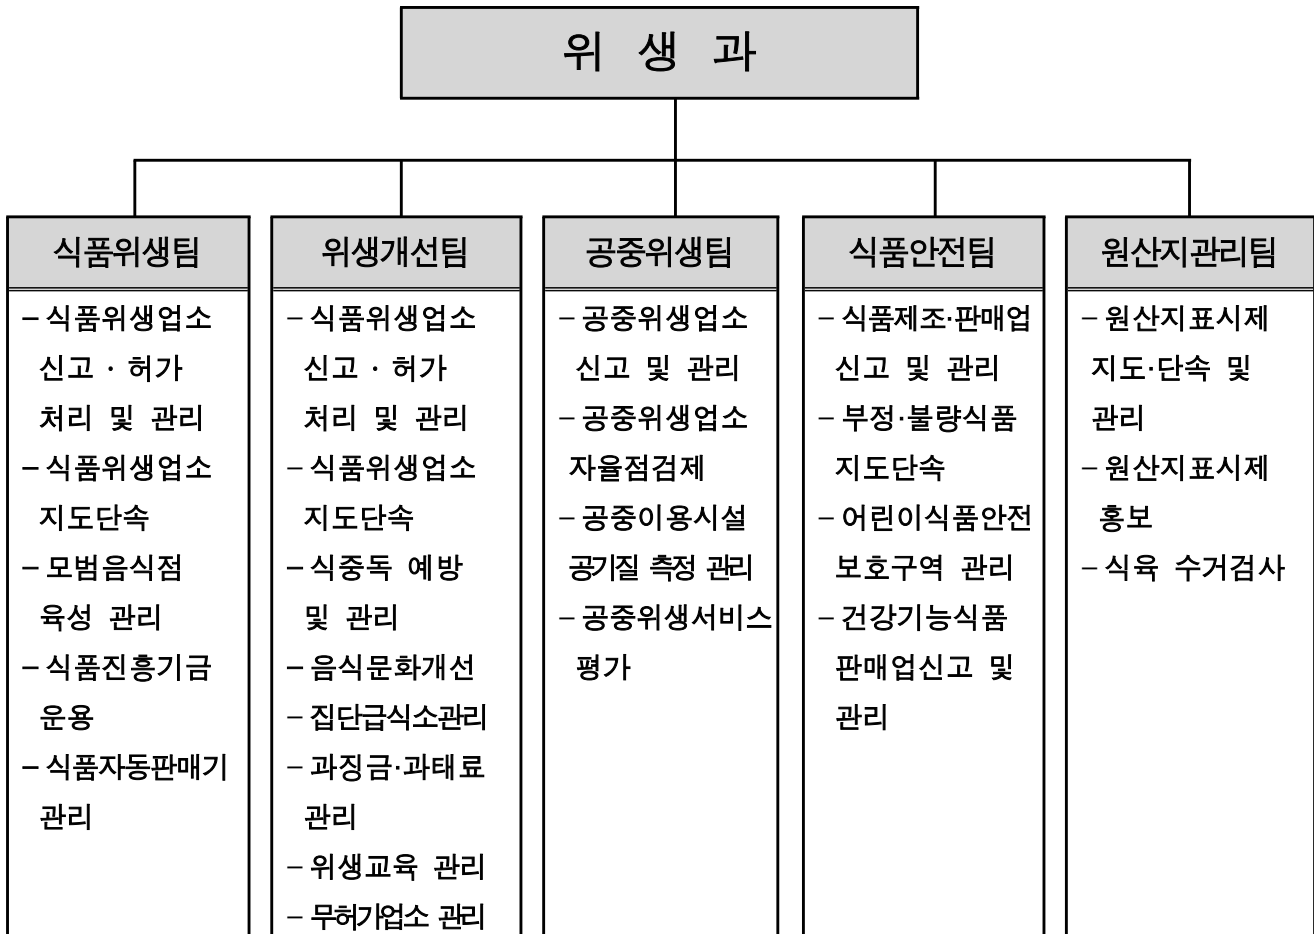 위 생 과
식품위생팀
– 식품위생업소
신고 · 허가
처리 및 관리
– 식품위생업소
지도단속
– 모범음식점
육성 관리
– 식품진흥기금
운용
– 식품자동판매기
관리
위생개선팀
– 식품위생업소
신고 · 허가
처리 및 관리
– 식품위생업소
지도단속
– 식중독 예방
및 관리
– 음식문화개선
– 집단급식소관리
– 과징금·과태료
관리
– 위생교육 관리
– 무허가업소 관리
공중위생팀
– 공중위생업소
신고 및 관리
– 공중위생업소
자율점검제
– 공중이용시설
공기질 측정 관리
– 공중위생서비스
평가
식품안전팀
– 식품제조·판매업
신고 및 관리
– 부정·불량식품
지도단속
– 어린이식품안전
보호구역 관리
– 건강기능식품
판매업신고 및
관리
원산지관리팀
– 원산지표시제
지도·단속 및
관리
– 원산지표시제
홍보
– 식육 수거검사